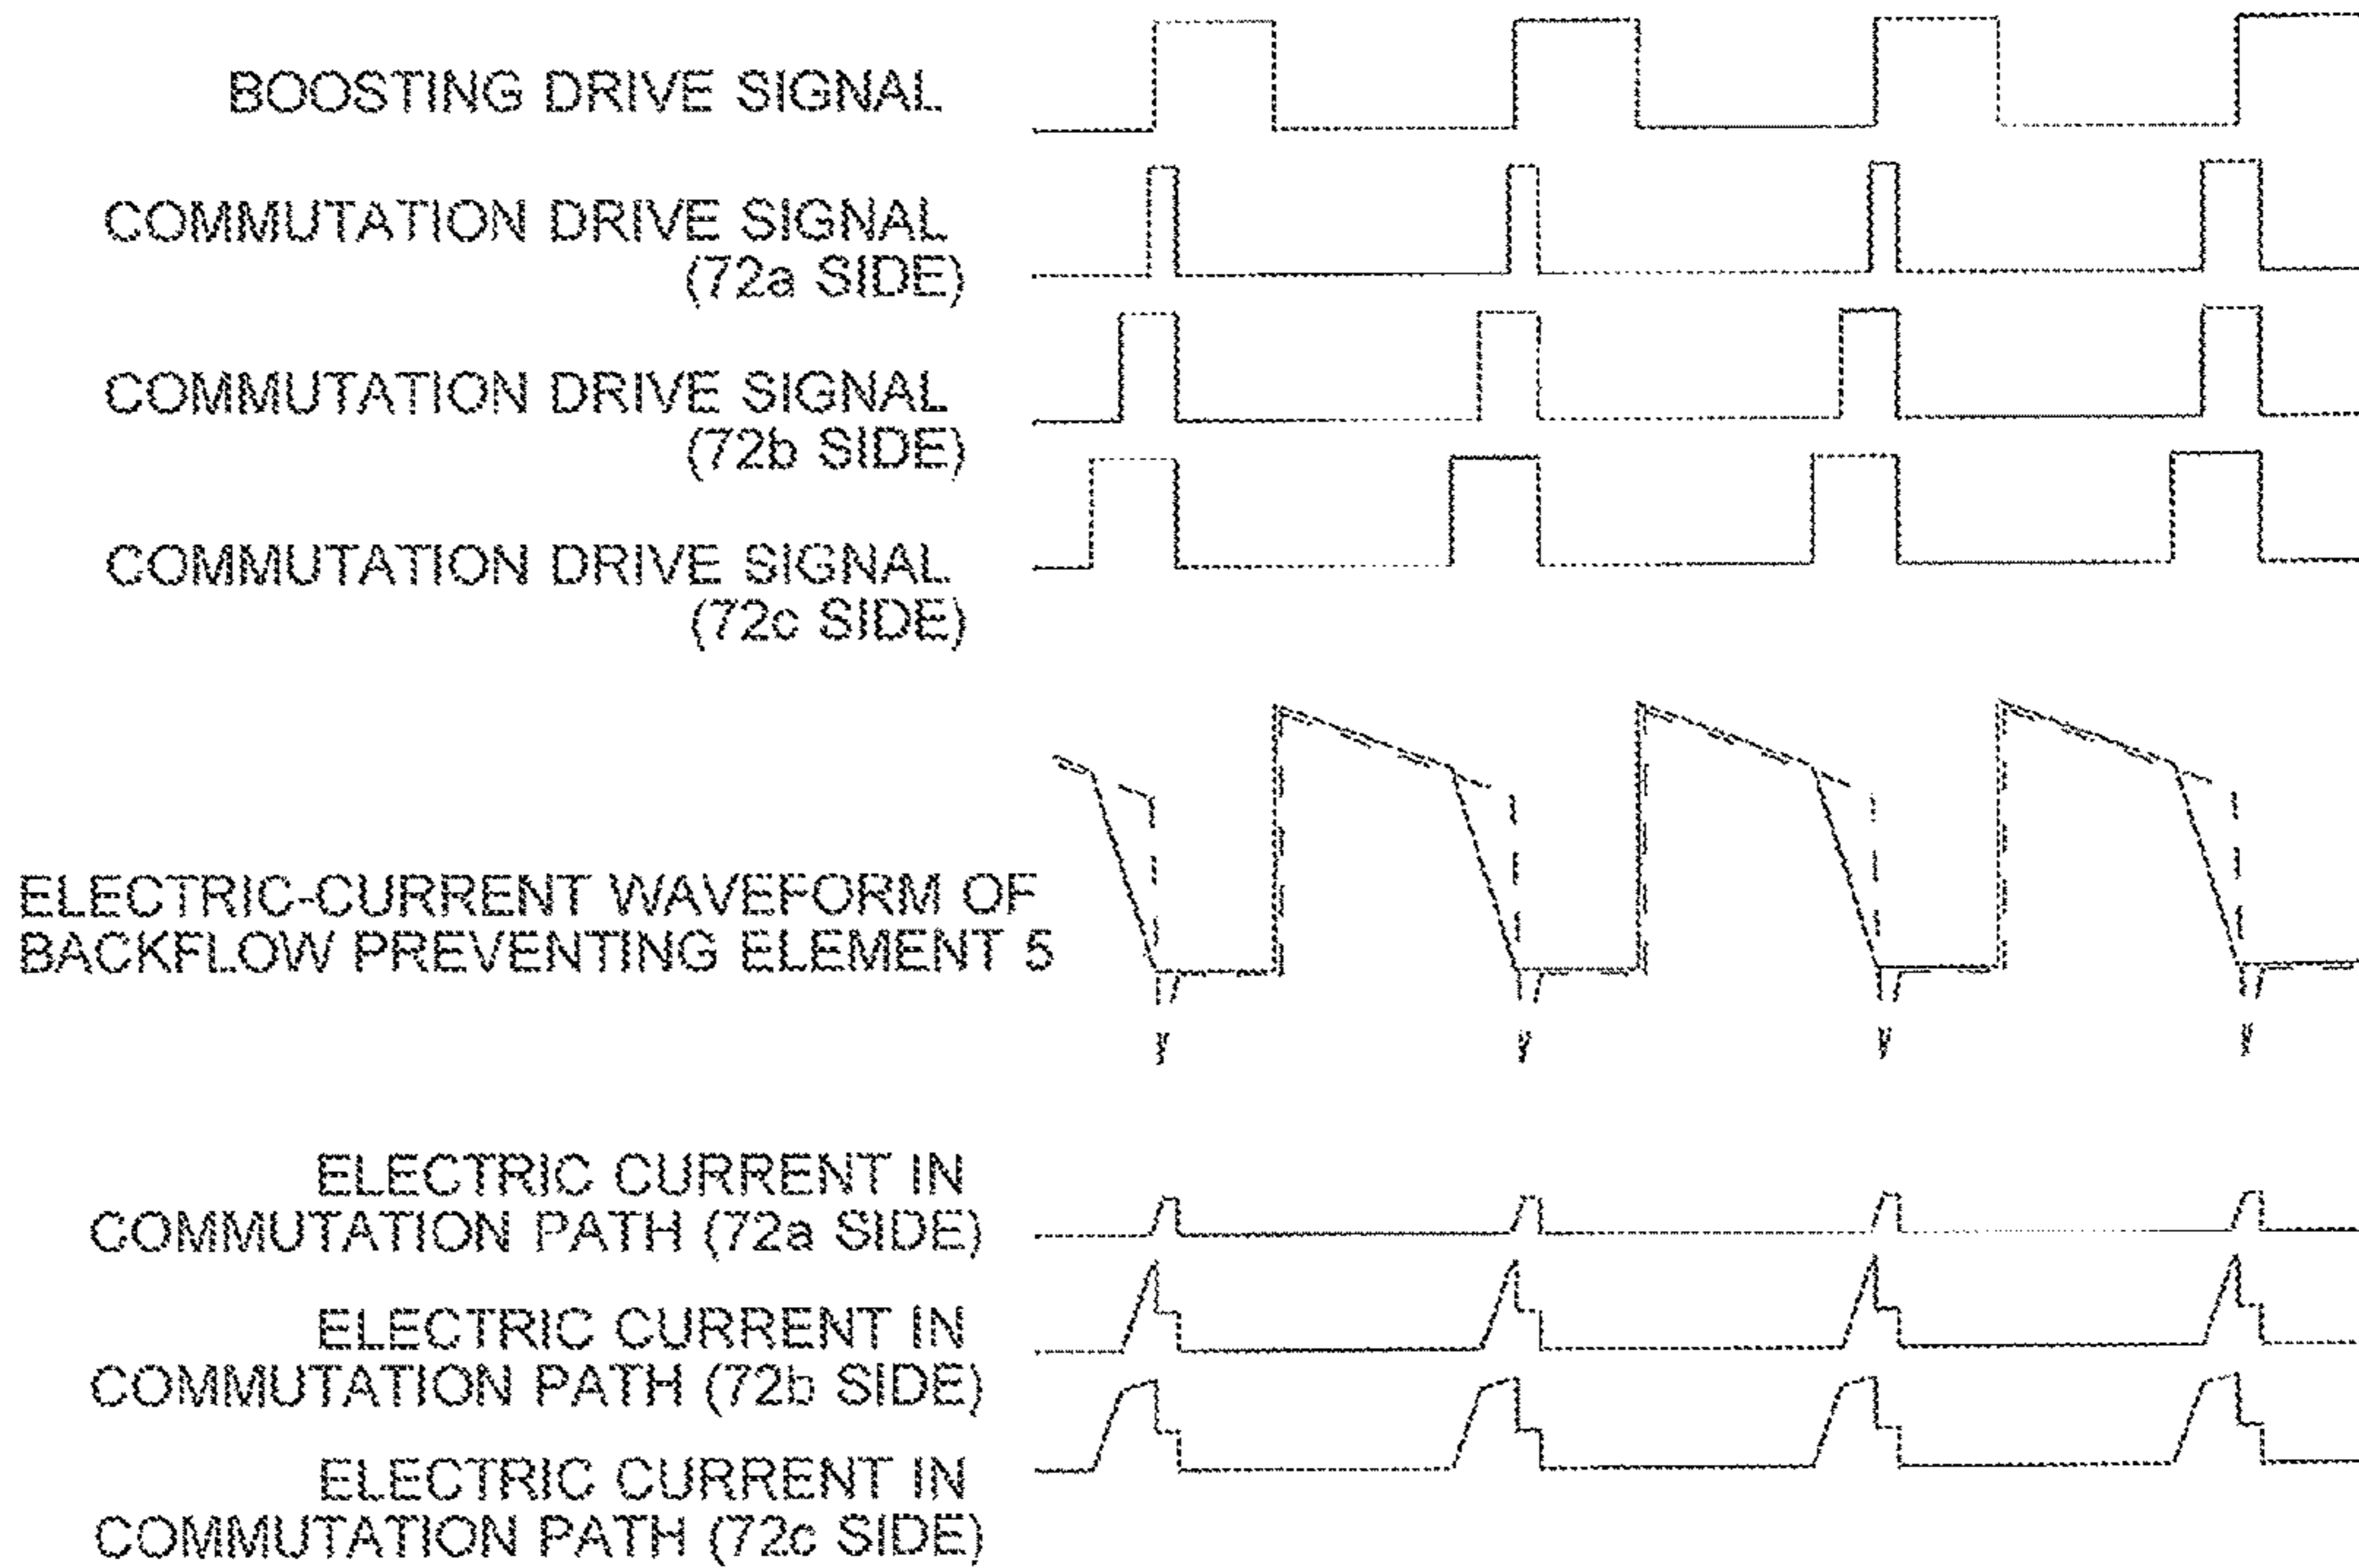 BOOSTING DRIVE SIGNAL
COMMUTATION DRIVE SIGNAL
(72a SIDE)
COMMUTATION DRIVE SIGNAL
(72b SIDE)
COMMUTATION DRIVE SIGNAL
(72c SIDE)
ELECTRIC-CURRENT WAVEFORM OF
BACKFLOW PREVENTING ELEMENT 5
ELECTRIC CURRENT IN
COMMUTATION PATH (72a SIDE)
ELECTRIC CURRENT IN
COMMUTATION PATH (72b SIDE)
ELECTRIC CURRENT IN
COMMUTATION PATH (72c SIDE)